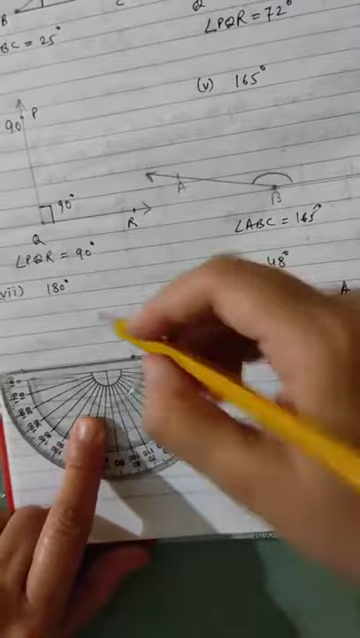 B
C
Q
BC = 25°
∠PQR = 72°
(v) 165°
P
90°
90°
A
B
Q
R
∠ABC = 165°
∠PQR = 90°
48°
vii) 180°
A